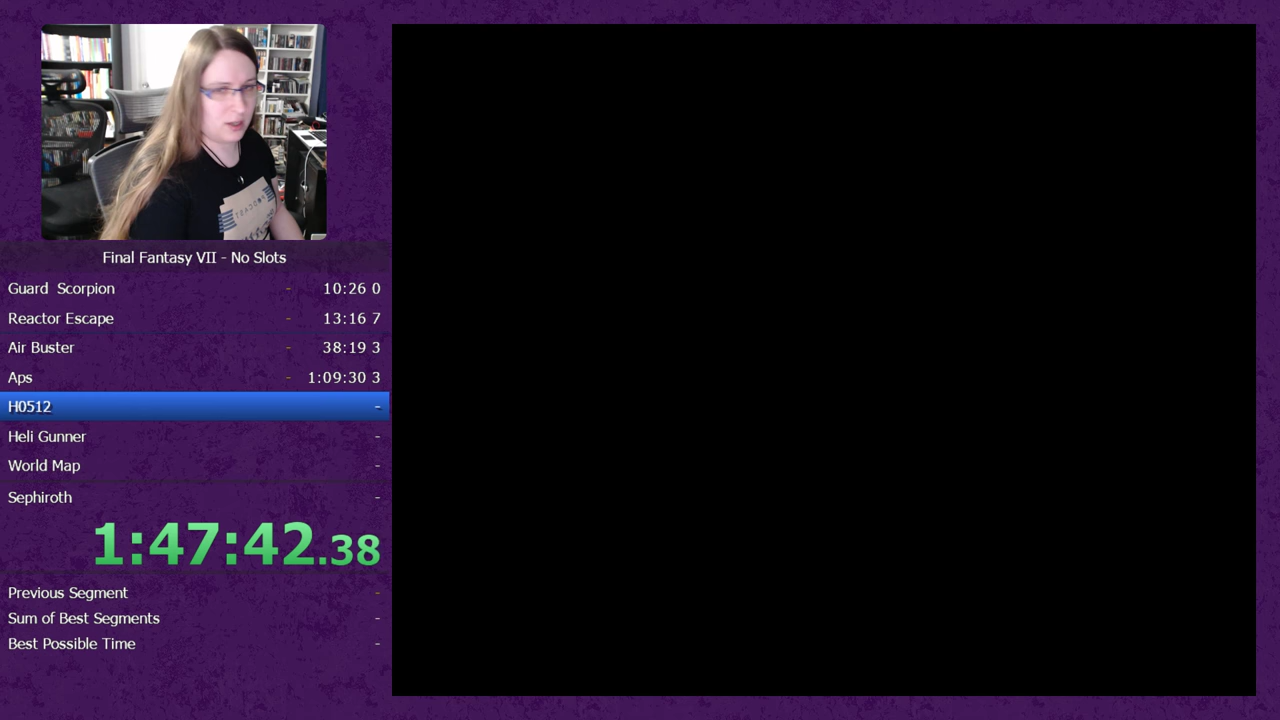 Final Fantasy VII - No Slots
Guard Scorpion - 10:26 0
Reactor Escape - 13:16 7
Air Buster - 38:19 3
Aps - 1:09:30 3
H0512 -
Heli Gunner -
World Map -
Sephiroth -
1:47:42.38
Previous Segment -
Sum of Best Segments -
Best Possible Time -